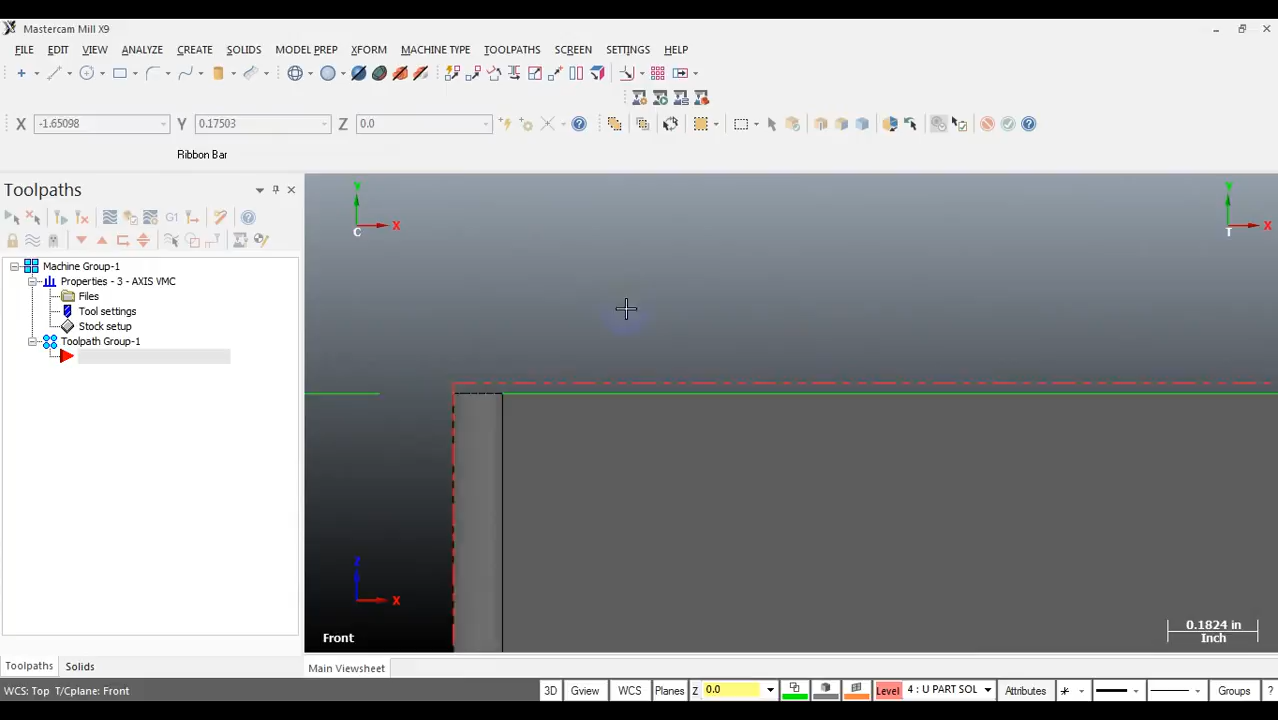 Mastercam Mill X9
FILE EDIT VIEW ANALYZE CREATE SOLIDS MODEL PREP XFORM MACHINE TYPE TOOLPATHS SCREEN SETTINGS HELP
X -1.65098 Y 0.17503 Z 0.0
Ribbon Bar
Toolpaths
G1
Machine Group-1
Properties - 3 - AXIS VMC
Files
Tool settings
Stock setup
Toolpath Group-1
Y
X
C
Y
X
T
Z
X
Front
0.1824 in
Inch
Toolpaths Solids
Main Viewsheet
WCS: Top T/Cplane: Front
3D Gview WCS Planes Z 0.0 Level 4 : U PART SOL Attributes Groups ?